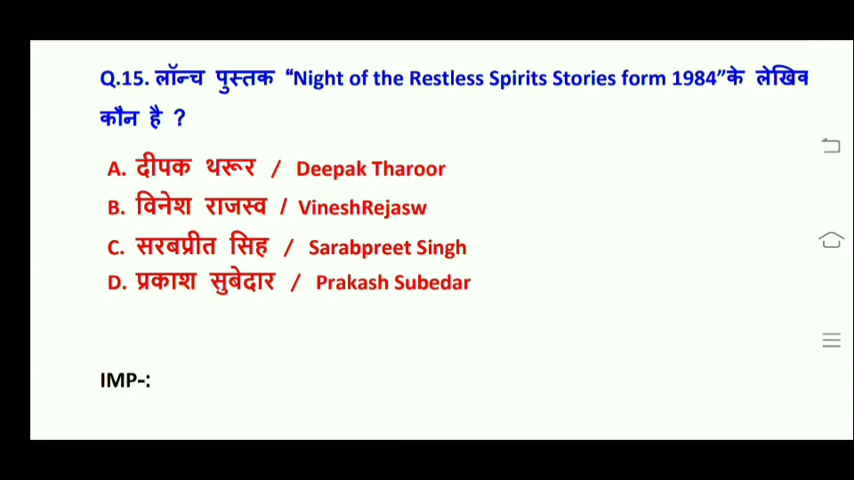 Q.15. लॉन्च पुस्तक “Night of the Restless Spirits Stories form 1984”के
कौन है ?
A. दीपक थरूर / Deepak Tharoor
B. विनेश राजस्व / VineshRejasw
C. सरबप्रीत सिंह / Sarabpreet Singh
D. प्रकाश सुबेदार / Prakash Subedar
IMP-: